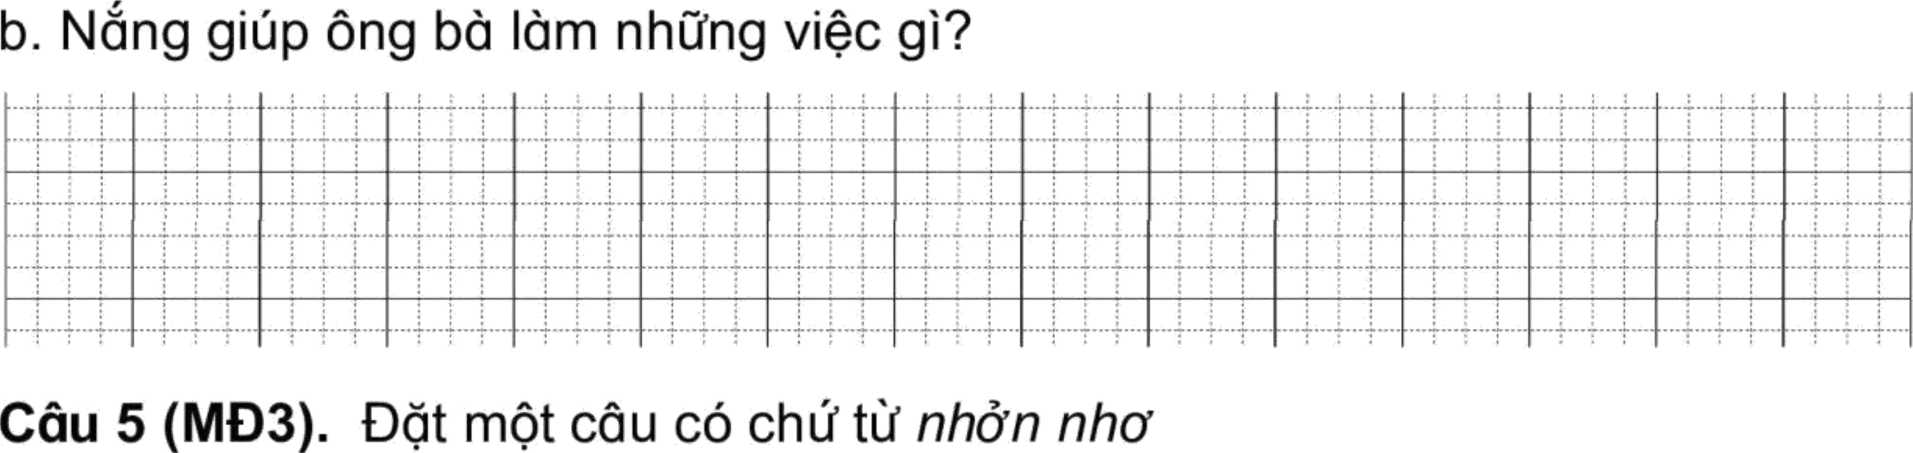 b. Nắng giúp ông bà làm những việc gì?
Câu 5 (MĐ3). Đặt một câu có chứ từ nhởn nhơ